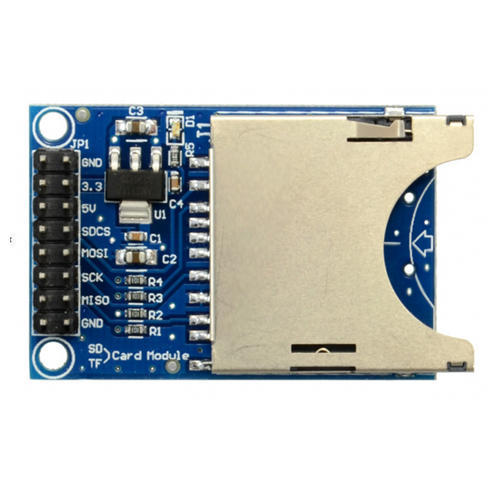 C3
D1
T1
JP1
R5
GND
3.3
5V
C4
U1
SDCS
C1
MOSI
C2
SCK
R4
MISO
R3
R2
GND
R1
SD
TF
Card Module